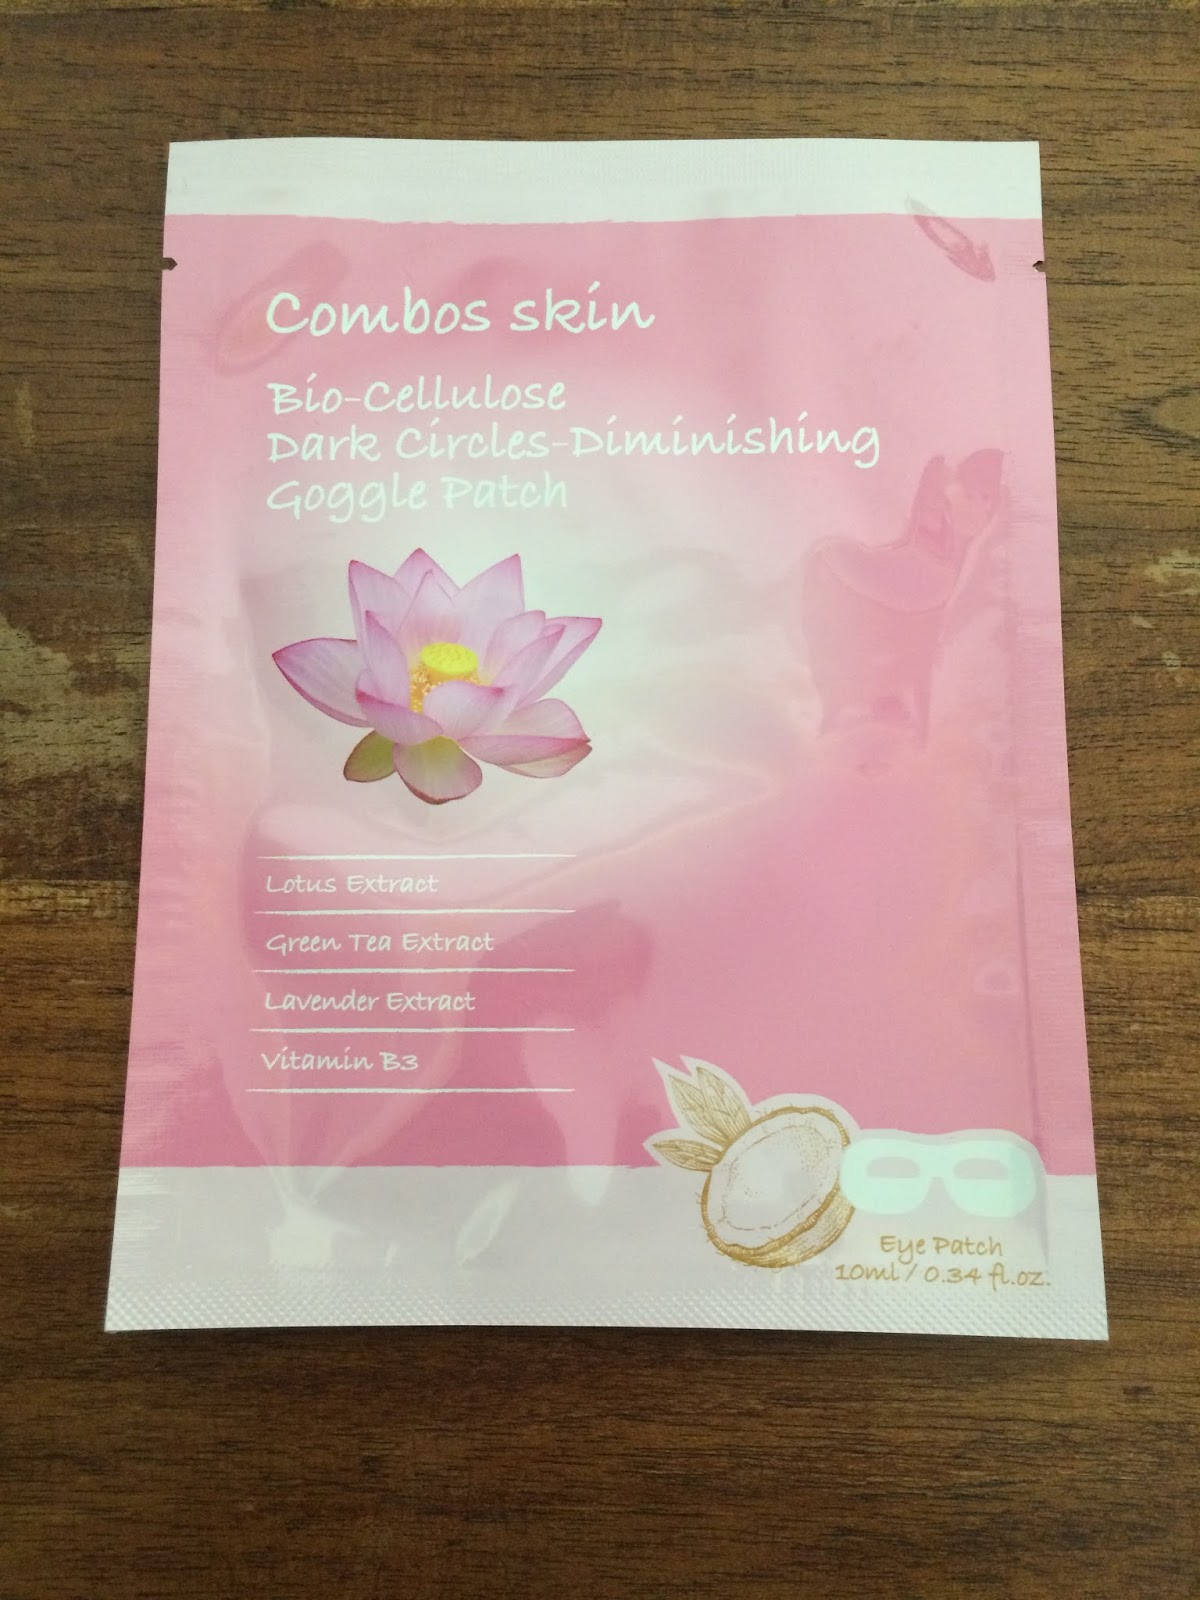 Combos skin
Bio-Cellulose
Dark Circles-Diminishing
Goggle Patch
Lotus Extract
Green Tea Extract
Lavender Extract
Vitamin B3
Eye Patch
10ml / 0.34 fl.oz.